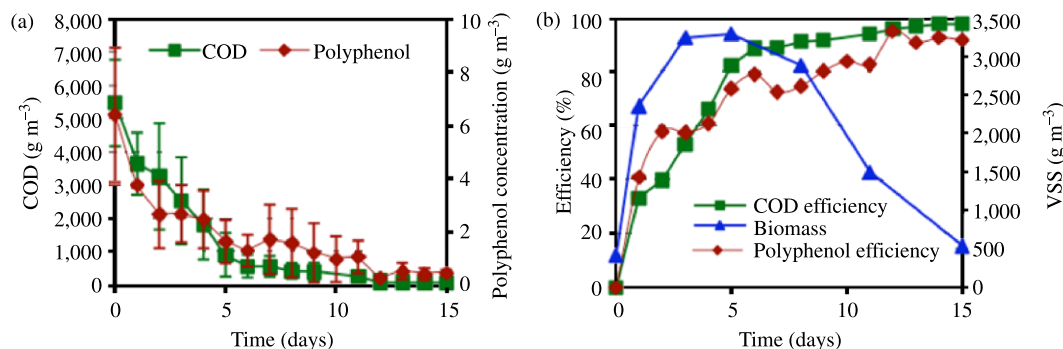 (a)
8,000
7,000
6,000
5,000
4,000
3,000
2,000
1,000
0
COD (g m⁻³)
COD
Polyphenol
10
8
6
4
2
0
Polyphenol concentration (g m⁻³)
0
5
10
15
Time (days)
(b)
100
80
60
40
20
100
Efficiency (%)
COD efficiency
Biomass
Polyphenol efficiency
3,500
3,000
2,500
2,000
1,500
1,000
500
0
VSS (g m⁻³)
0
5
10
15
Time (days)